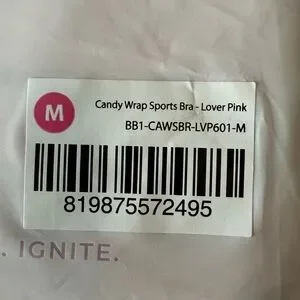 M
Candy Wrap Sports Bra - Lover Pink
BB1-CAWSBR-LVP601-M
819875572495
. IGNITE.